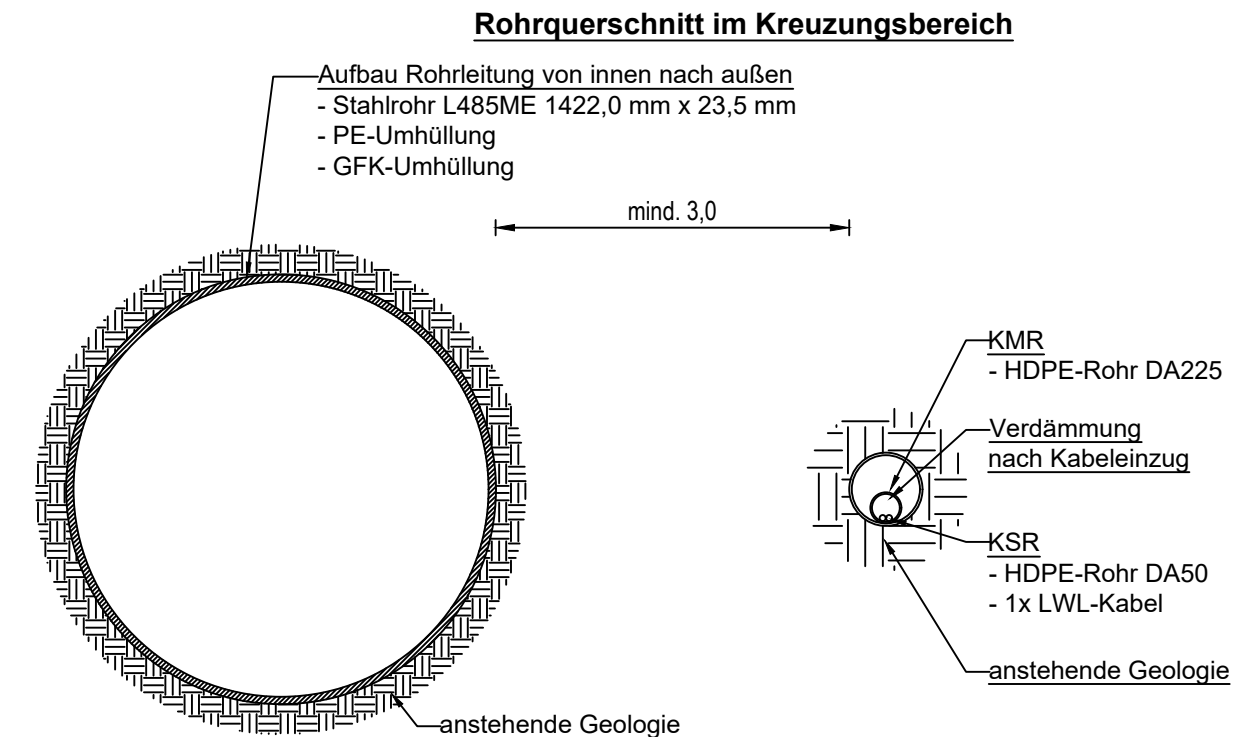 Rohrquerschnitt im Kreuzungsbereich
Aufbau Rohrleitung von innen nach außen
- Stahlrohr L485ME 1422,0 mm x 23,5 mm
- PE-Umhüllung
- GFK-Umhüllung
mind. 3,0
KMR
- HDPE-Rohr DA225
Verdämmung
nach Kabeleinzug
KSR
- HDPE-Rohr DA50
- 1x LWL-Kabel
anstehende Geologie
anstehende Geologie